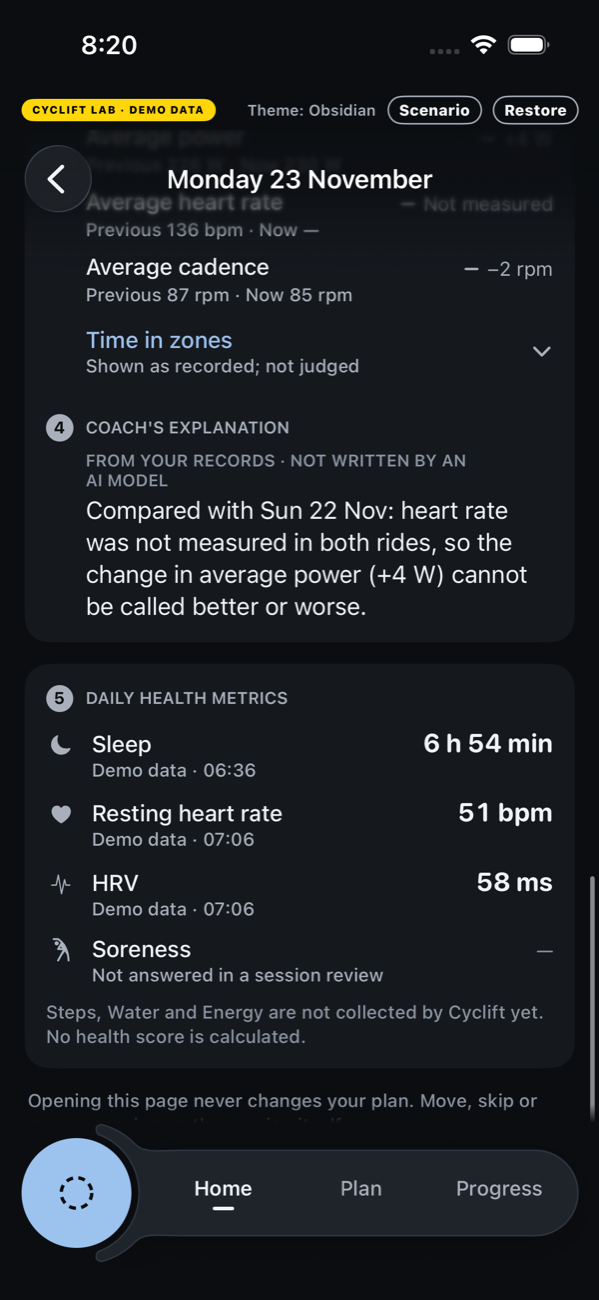 8:20
CYCLIFT LAB · DEMO DATA
Theme: Obsidian
Scenario
Restore
Average power
Monday 23 November
Average heart rate
— Not measured
Previous 136 bpm · Now —
Average cadence
— −2 rpm
Previous 87 rpm · Now 85 rpm
Time in zones
Shown as recorded; not judged
4 COACH'S EXPLANATION
FROM YOUR RECORDS · NOT WRITTEN BY AN
AI MODEL
Compared with Sun 22 Nov: heart rate
was not measured in both rides, so the
change in average power (+4 W) cannot
be called better or worse.
5 DAILY HEALTH METRICS
Sleep
6 h 54 min
Demo data · 06:36
Resting heart rate
51 bpm
Demo data · 07:06
HRV
58 ms
Demo data · 07:06
Soreness
—
Not answered in a session review
Steps, Water and Energy are not collected by Cyclift yet.
No health score is calculated.
Opening this page never changes your plan. Move, skip or
Home
Plan
Progress